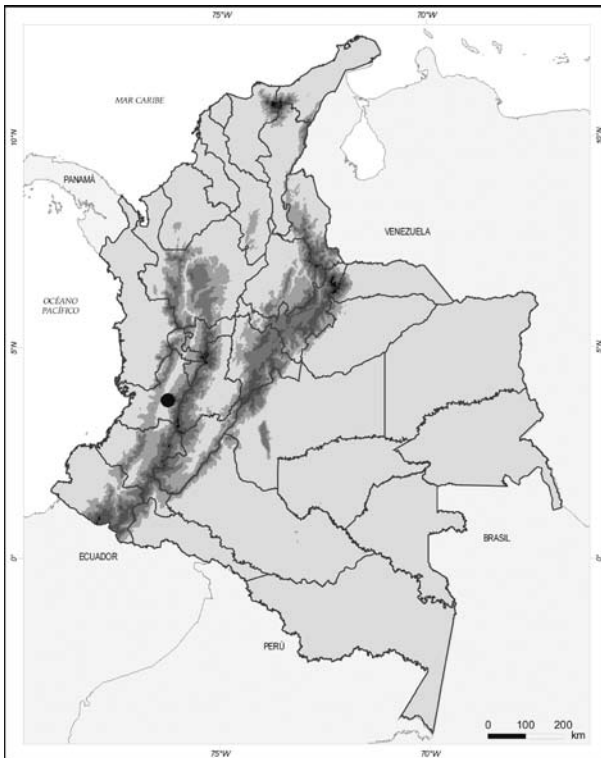 75°W 70°W
MAR CARIBE
10°N 10°N
PANAMÁ
VENEZUELA
OCÉANO
PACÍFICO
5°N 5°N
0° 0°
ECUADOR
BRASIL
PERÚ
0 100 200
km
75°W 70°W